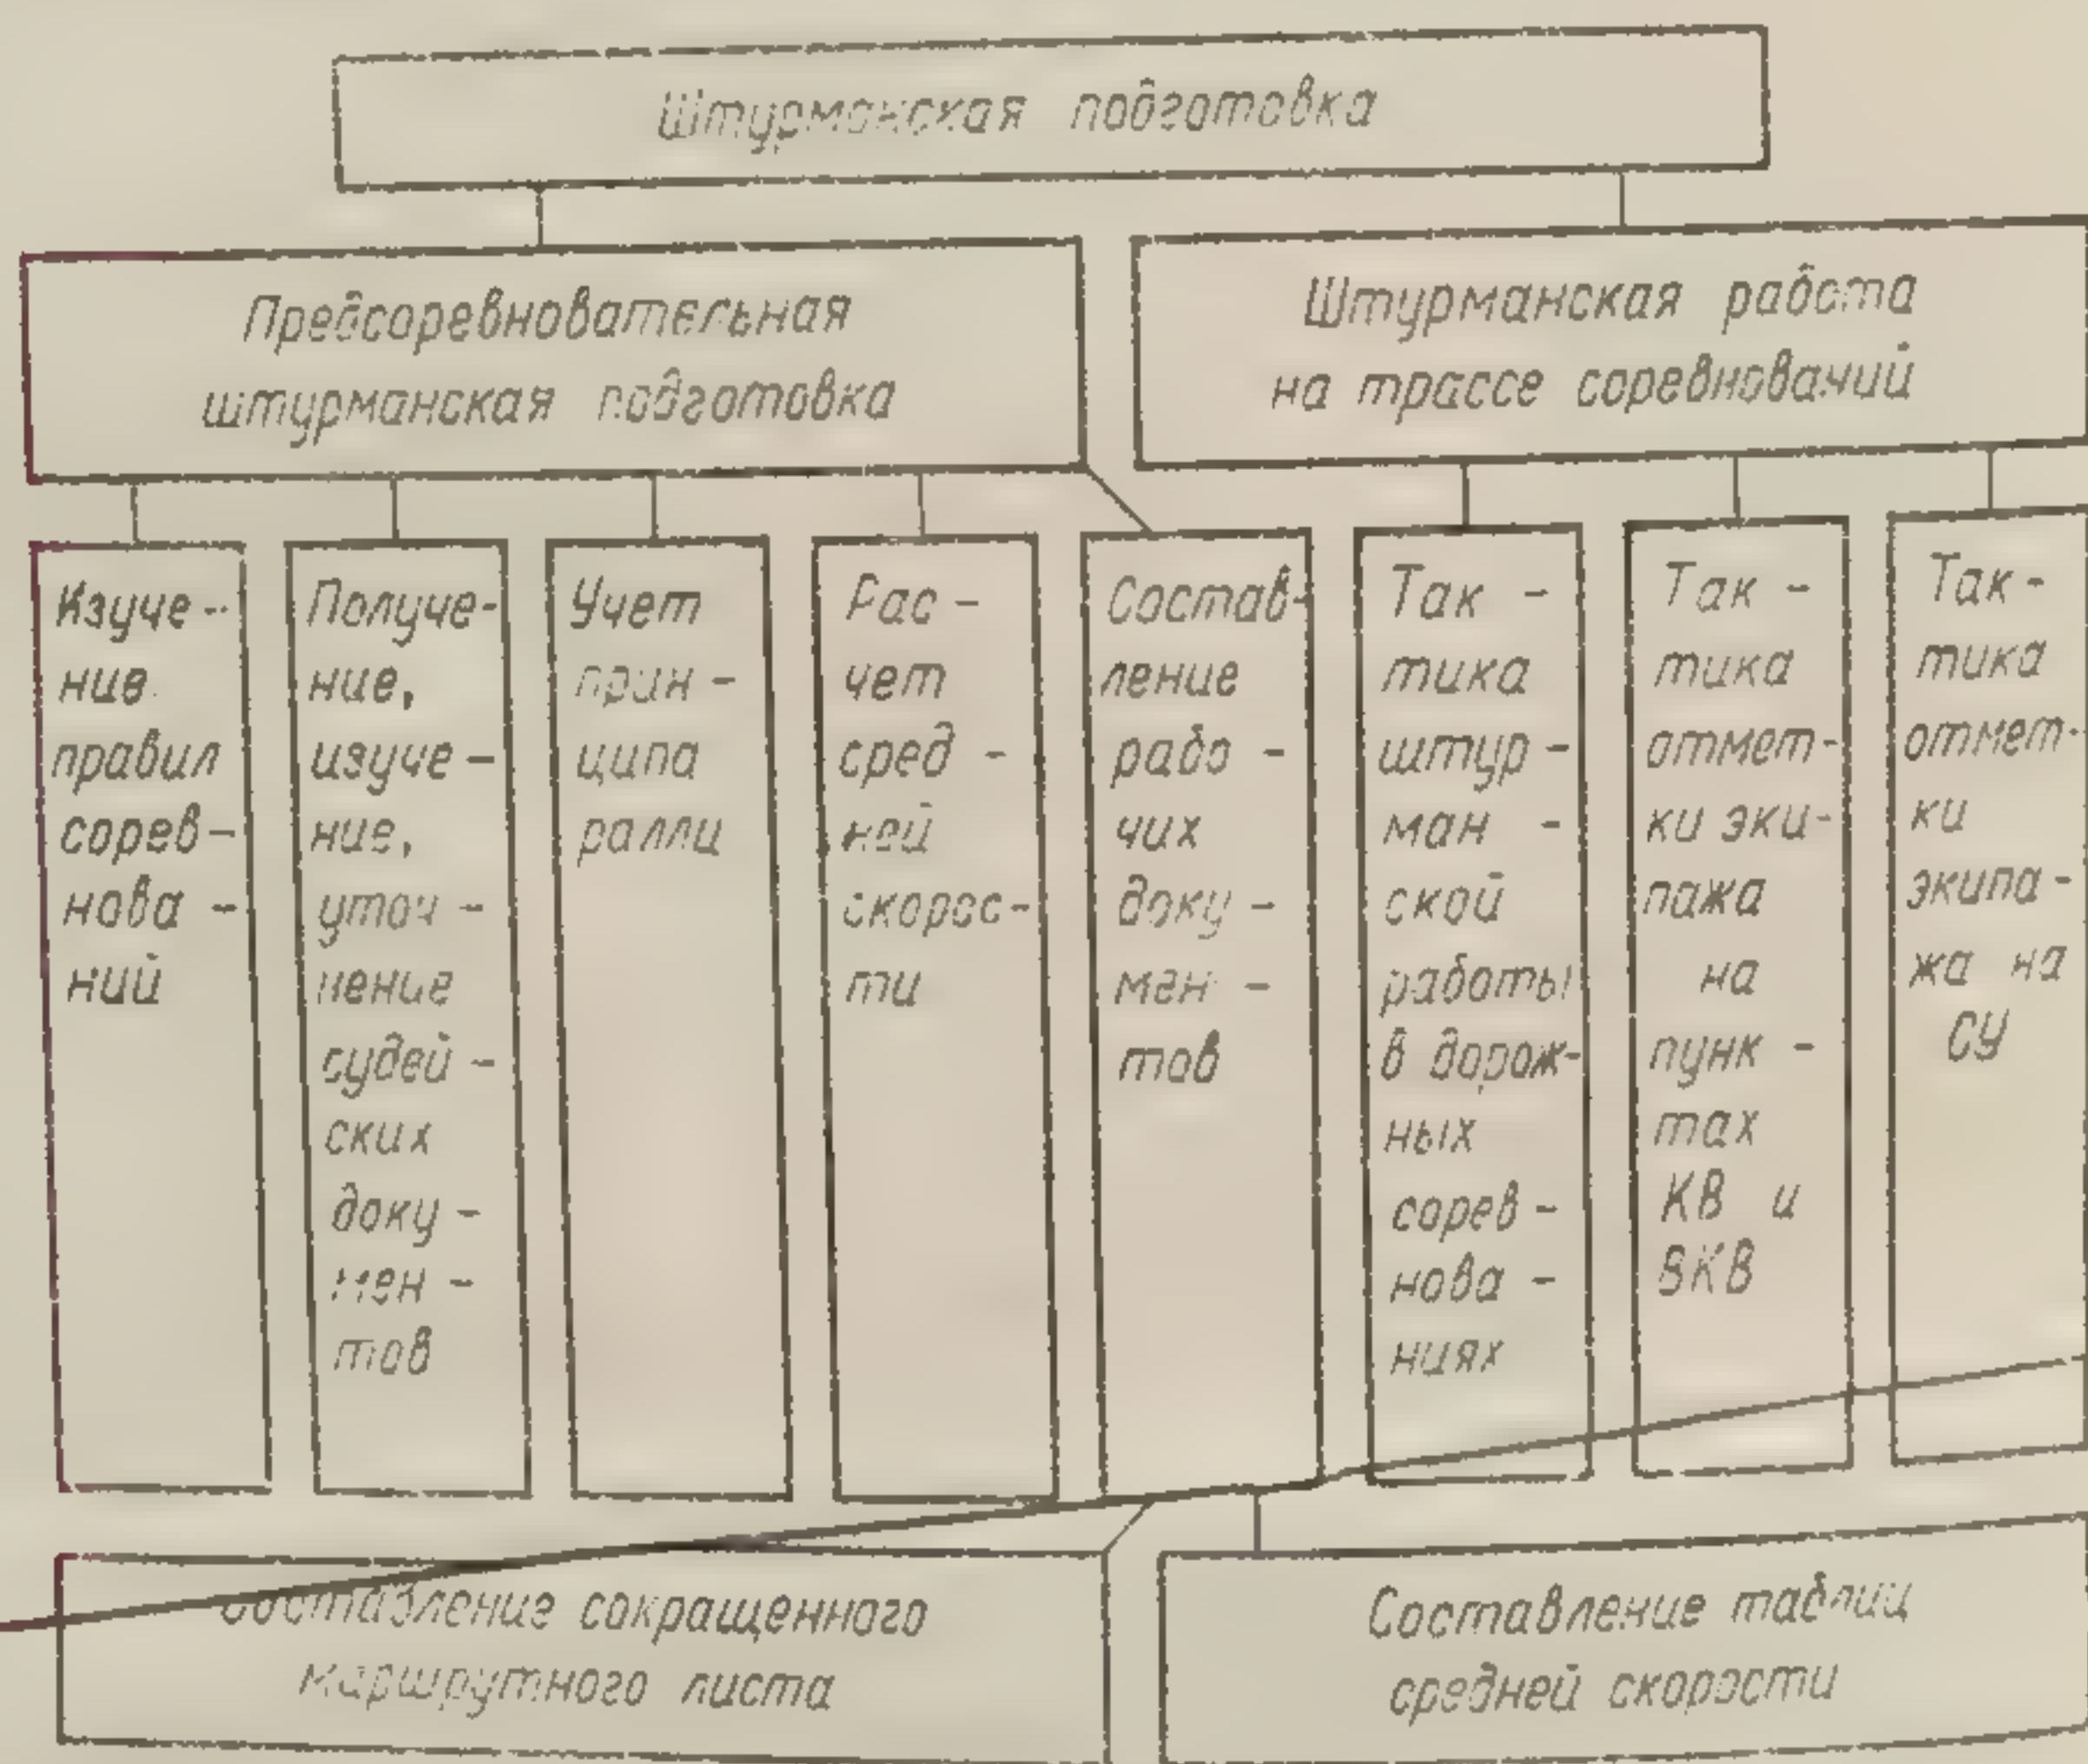 Штурманская подготовка
Предсоревновательная
штурманская подготовка
Штурманская работа
на трассе соревнований
Изуче-
ние
правил
сорев-
нова-
ний
Получе-
ние,
изуче-
ние,
уточ-
нение
судей-
ских
доку-
мен-
тов
Учет
прин-
ципа
ралли
Рас-
чет
сред-
ней
скорос-
ти
Состав-
ление
рабо-
чих
доку-
мен-
тов
Так-
тика
штур-
ман-
ской
работы
в дорож-
ных
сорев-
нова-
ниях
Так-
тика
отмет-
ки эки-
пажа
на
пунк-
тах
КВ и
ВКВ
Так-
тика
отмет-
ки
экипа-
жа на
СУ
Составление сокращенного
маршрутного листа
Составление таблиц
средней скорости